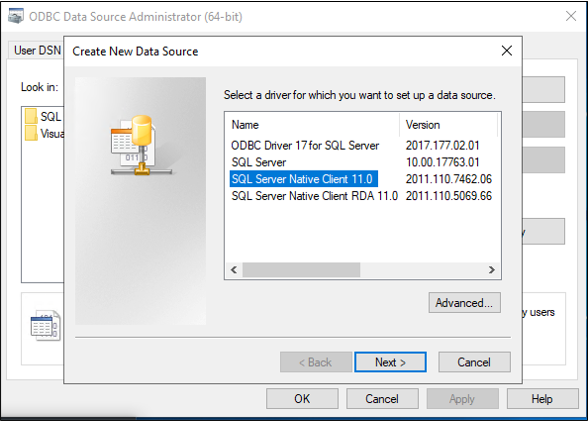 ODBC Data Source Administrator (64-bit)
User DSN
Create New Data Source
Look in:
SQL
Select a driver for which you want to set up a data source.
Name Version
ODBC Driver 17 for SQL Server 2017.177.02.01
SQL Server 10.00.17763.01
SQL Server Native Client 11.0 2011.110.7462.06
SQL Server Native Client RDA 11.0 2011.110.5069.66
Advanced...
y users
< Back Next > Cancel
OK Cancel Apply Help